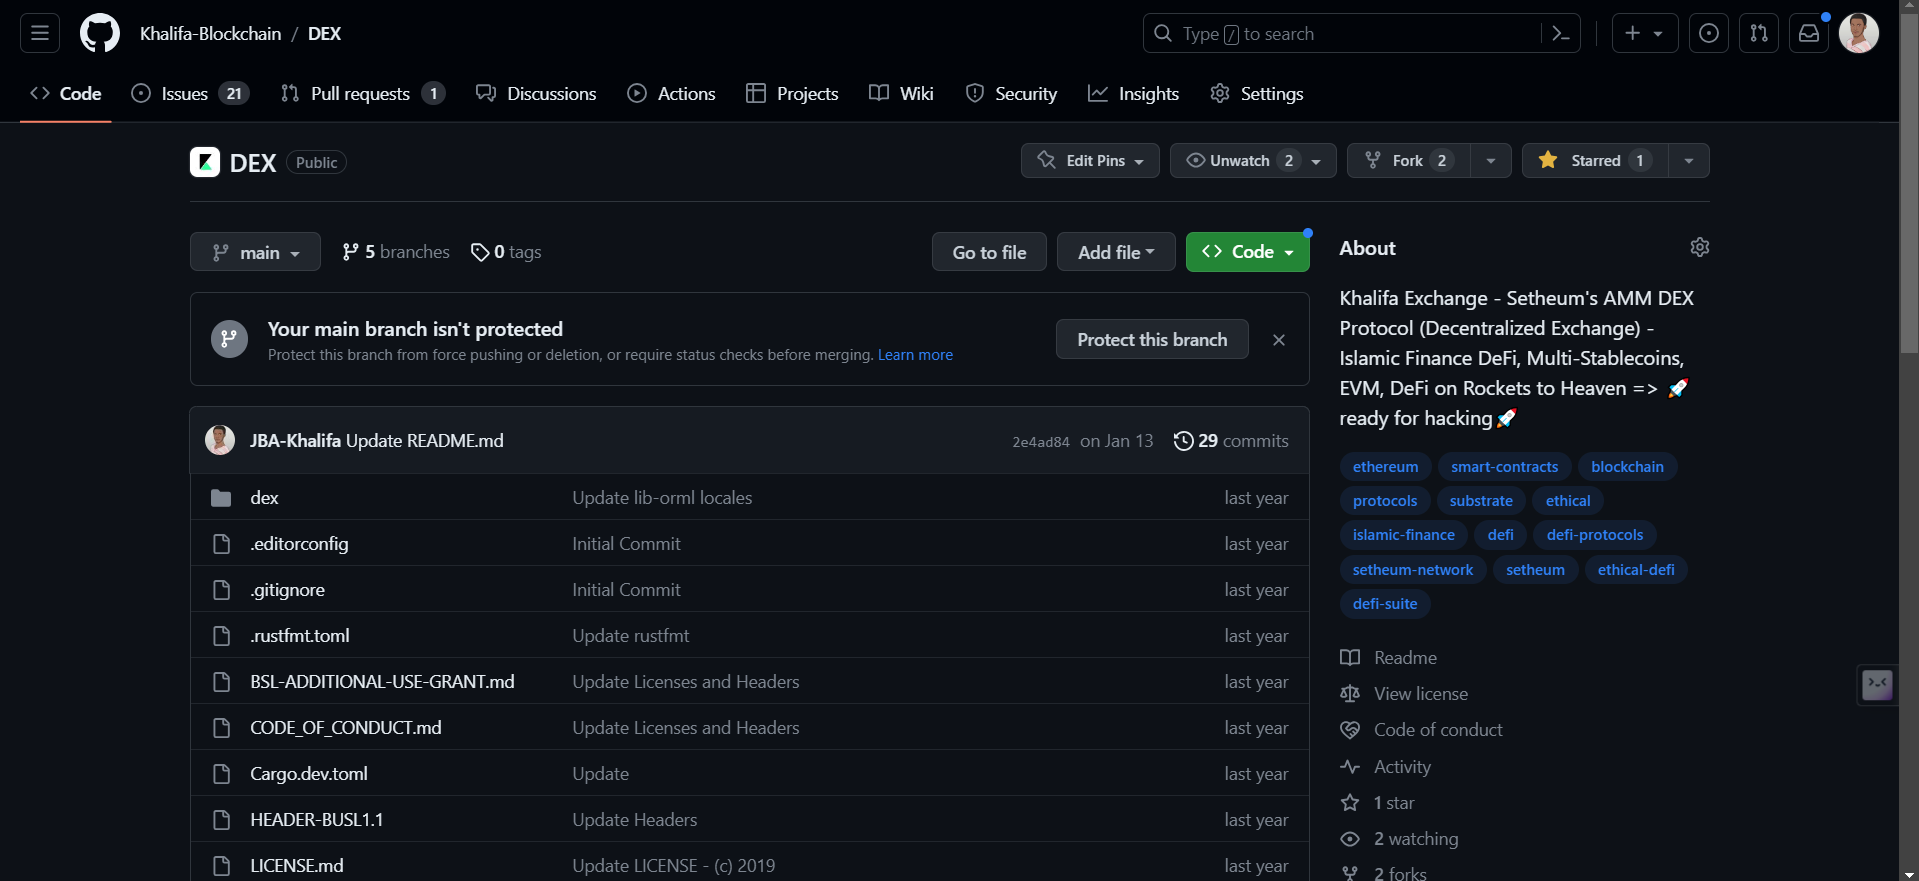 Khalifa-Blockchain / DEX
Type / to search
Code
Issues 21
Pull requests 1
Discussions
Actions
Projects
Wiki
Security
Insights
Settings
DEX Public
Edit Pins
Unwatch 2
Fork 2
Starred 1
main
5 branches
0 tags
Go to file
Add file
Code
Your main branch isn't protected
Protect this branch from force pushing or deletion, or require status checks before merging. Learn more
Protect this branch
JBA-Khalifa Update README.md
2e4ad84 on Jan 13
29 commits
dex Update lib-orml locales last year
.editorconfig Initial Commit last year
.gitignore Initial Commit last year
.rustfmt.toml Update rustfmt last year
BSL-ADDITIONAL-USE-GRANT.md Update Licenses and Headers last year
CODE_OF_CONDUCT.md Update Licenses and Headers last year
Cargo.dev.toml Update last year
HEADER-BUSL1.1 Update Headers last year
LICENSE.md Update LICENSE - (c) 2019 last year
About
Khalifa Exchange - Setheum's AMM DEX
Protocol (Decentralized Exchange) -
Islamic Finance DeFi, Multi-Stablecoins,
EVM, DeFi on Rockets to Heaven => 🚀
ready for hacking🚀
ethereum smart-contracts blockchain
protocols substrate ethical
islamic-finance defi defi-protocols
setheum-network setheum ethical-defi
defi-suite
Readme
View license
Code of conduct
Activity
1 star
2 watching
2 forks